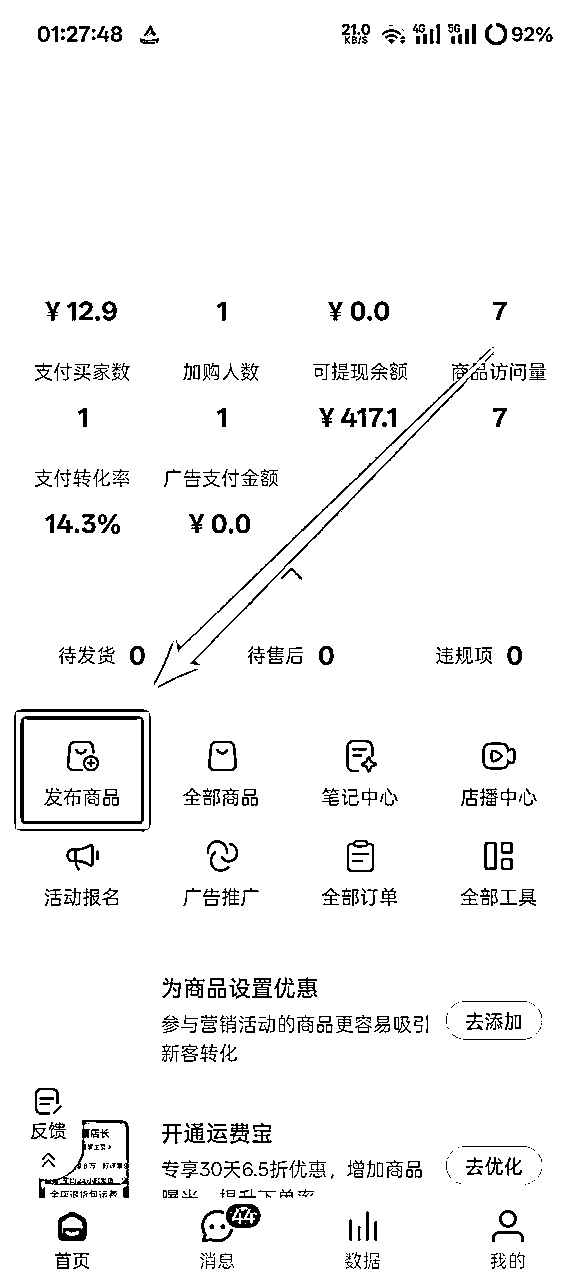 01:27:48 21.0 KB/S 4G 5G 92%
¥ 12.9 1 ¥ 0.0 7
支付买家数 加购人数 可提现余额 商品访问量
1 1 ¥ 417.1 7
支付转化率 广告支付金额
14.3% ¥ 0.0
待发货 0 待售后 0 违规项 0
发布商品 全部商品 笔记中心 店播中心
活动报名 广告推广 全部订单 全部工具
为商品设置优惠
参与营销活动的商品更容易吸引
新客转化
去添加
反馈
店长
开通运费宝
专享30天6.5折优惠，增加商品
曝光，提升下单率
去优化
44
首页 消息 数据 我的